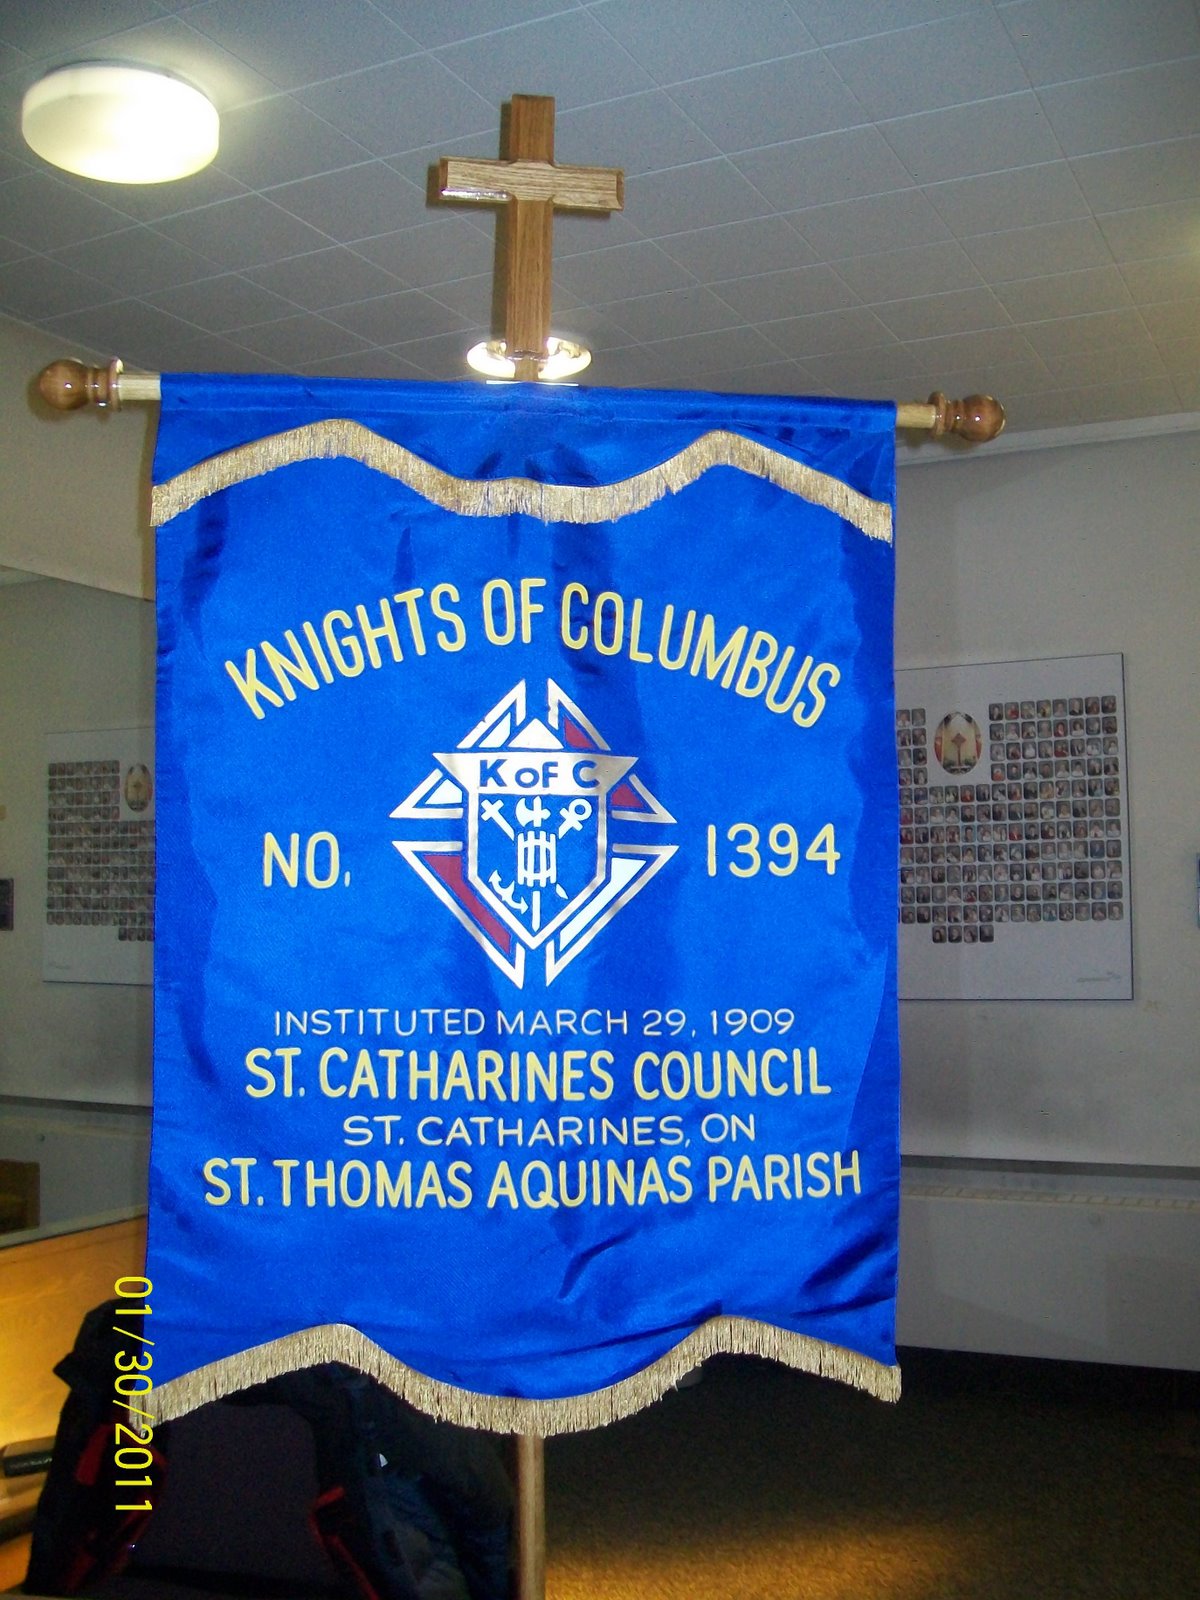 KNIGHTS OF COLUMBUS
K OF C
NO. 1394
INSTITUTED MARCH 29, 1909
ST. CATHARINES COUNCIL
ST. CATHARINES, ON
ST. THOMAS AQUINAS PARISH
01/30/2011